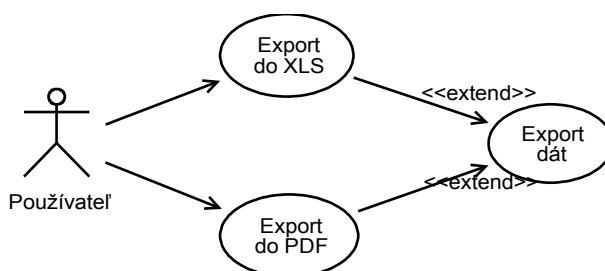 Export
do XLS
<<extend>>
Export
dát
<<extend>>
Používateľ
Export
do PDF